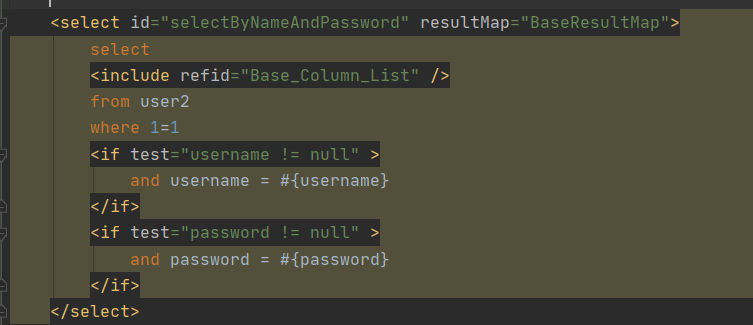 <select id="selectByNameAndPassword" resultMap="BaseResultMap">
select
<include refid="Base_Column_List" />
from user2
where 1=1
<if test="username != null" >
and username = #{username}
</if>
<if test="password != null" >
and password = #{password}
</if>
</select>